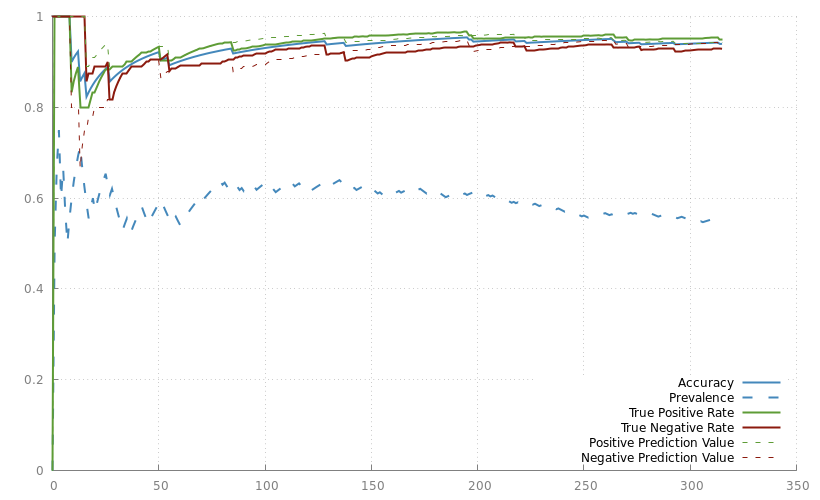 1
0.8
0.6
0.4
0.2
0
0 50 100 150 200 250 300 350
Accuracy
Prevalence
True Positive Rate
True Negative Rate
Positive Prediction Value
Negative Prediction Value